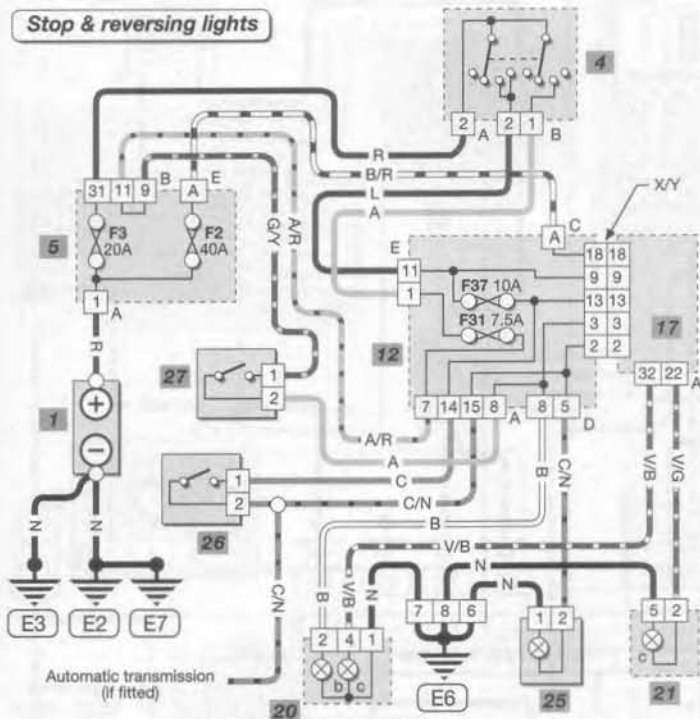 Stop & reversing lights
4
2 A 2 1 B
R
B/R
L
A
X/Y
31 11 9 B A E
G/Y
A/R
C
A
5
F3
20A
F2
40A
E
11
1
18 18
9 9
13 13
3 3
2 2
F37 10A
F31 7.5A
17
1 A
12
R
27
1
2
32 22 A
7 14 15 8 A 8 5 D
1
+
−
A/R
A
C
C/N
B
C/N
V/B
V/G
26
1
2
B
V/B
N
N
C/N
B
V/B
N
N
N
E3
E2
E7
7 8 6
E6
2 4 1
b
c
20
1 2
25
5 2
c
21
Automatic transmission
(if fitted)